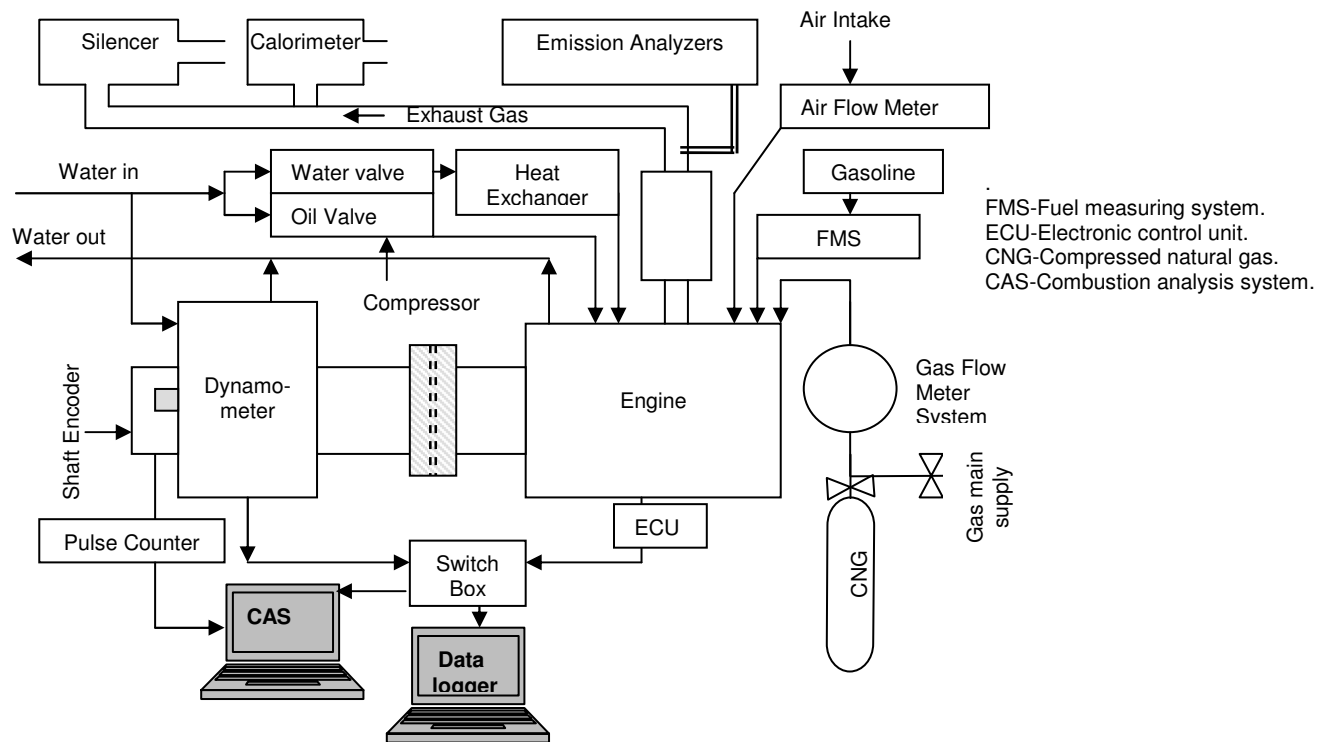 Silencer
Calorimeter
Emission Analyzers
Air Intake
Air Flow Meter
Exhaust Gas
Water in
Water valve
Oil Valve
Heat
Exchanger
Gasoline
FMS
.
FMS-Fuel measuring system.
ECU-Electronic control unit.
CNG-Compressed natural gas.
CAS-Combustion analysis system.
Water out
Compressor
Shaft Encoder
Dynamo-
meter
Engine
Gas Flow
Meter
System
Gas main
supply
CNG
Pulse Counter
ECU
Switch
Box
CAS
Data
logger